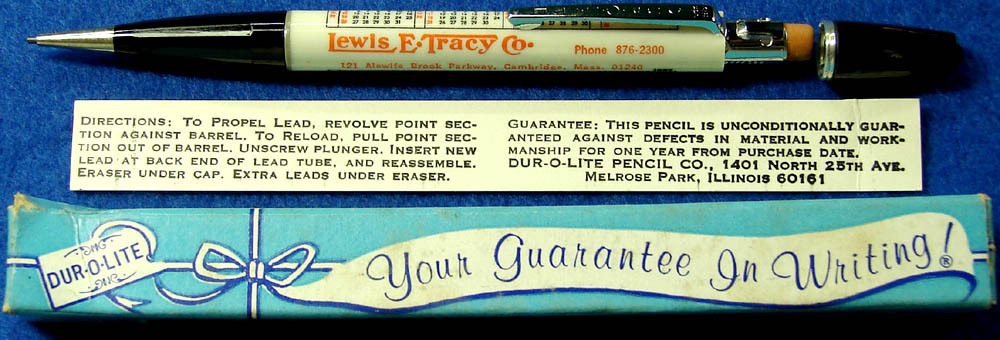 Lewis E. Tracy Co.
Phone 876-2300
121 Alewife Brook Parkway, Cambridge, Mass. 01240
DIRECTIONS: TO PROPEL LEAD, REVOLVE POINT SEC-
TION AGAINST BARREL. TO RELOAD, PULL POINT SEC-
TION OUT OF BARREL. UNSCREW PLUNGER. INSERT NEW
LEAD AT BACK END OF LEAD TUBE, AND REASSEMBLE.
ERASER UNDER CAP. EXTRA LEADS UNDER ERASER.
GUARANTEE: THIS PENCIL IS UNCONDITIONALLY GUAR-
ANTEED AGAINST DEFECTS IN MATERIAL AND WORK-
MANSHIP FOR ONE YEAR FROM PURCHASE DATE.
DUR-O-LITE PENCIL CO., 1401 NORTH 25TH AVE.
MELROSE PARK, ILLINOIS 60161
DUR-O-LITE
Your Guarantee In Writing! ®